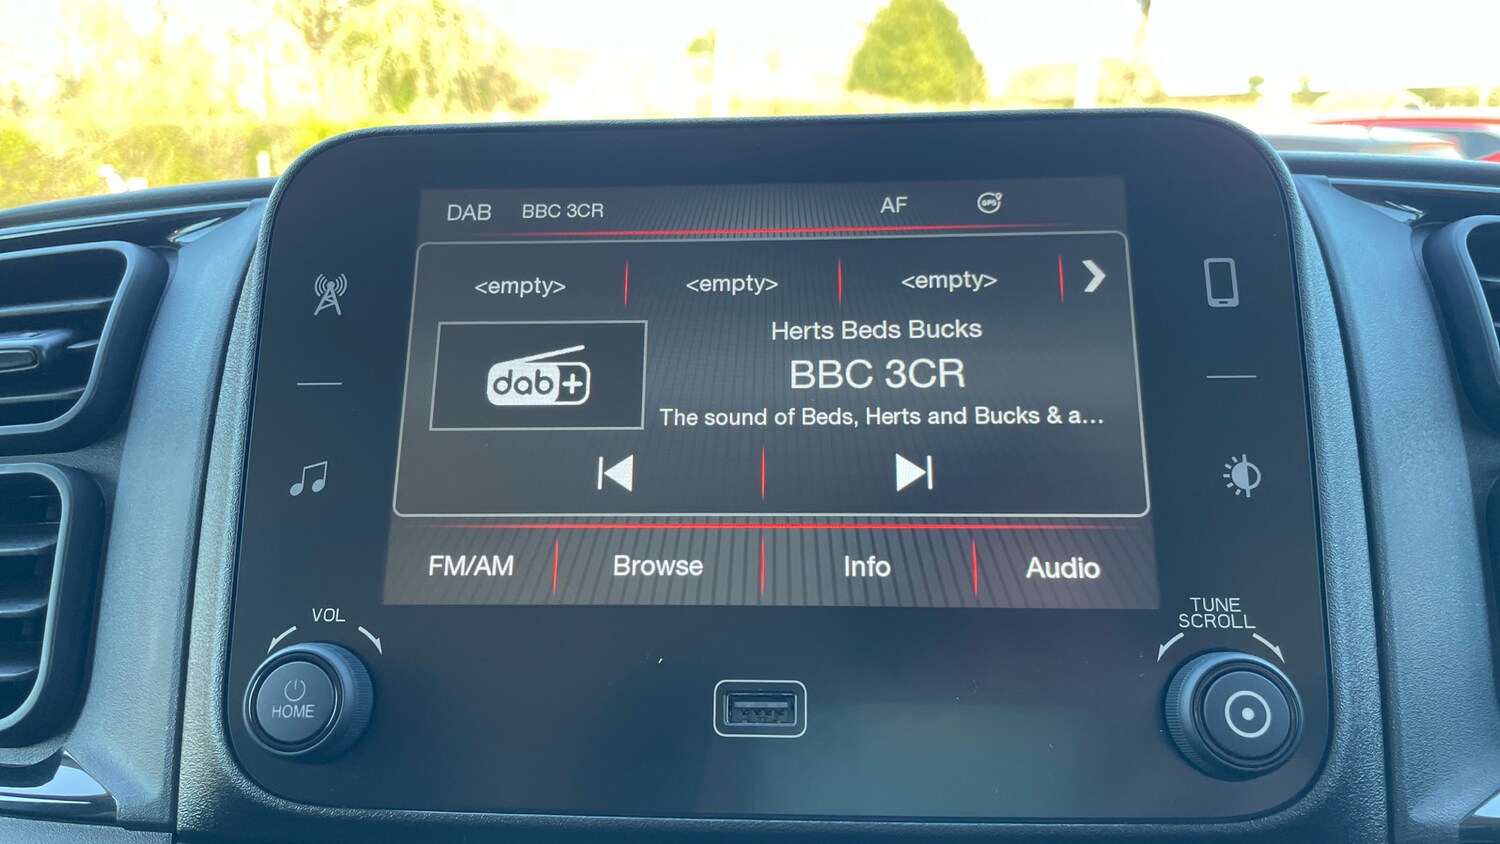 DAB BBC 3CR AF GPS
<empty> <empty> <empty>
Herts Beds Bucks
dab+
BBC 3CR
The sound of Beds, Herts and Bucks & a...
FM/AM Browse Info Audio
VOL
TUNE
SCROLL
HOME